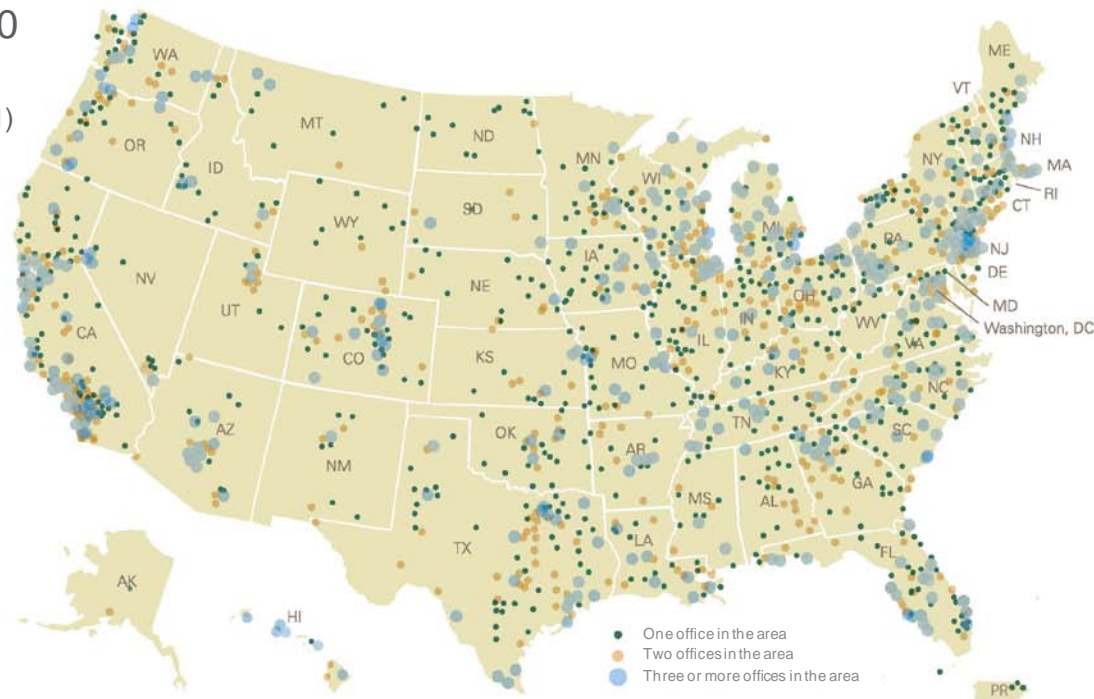 0
)
WA
OR
ID
MT
ND
MN
WI
MI
NY
VT
ME
NH
MA
RI
CT
NJ
DE
MD
Washington, DC
PA
OH
WV
VA
NC
SC
GA
FL
AL
MS
TN
KY
IN
IL
IA
MO
AR
LA
SD
NE
KS
OK
TX
WY
CO
NM
UT
AZ
NV
CA
AK
HI
PR
One office in the area
Two offices in the area
Three or more offices in the area